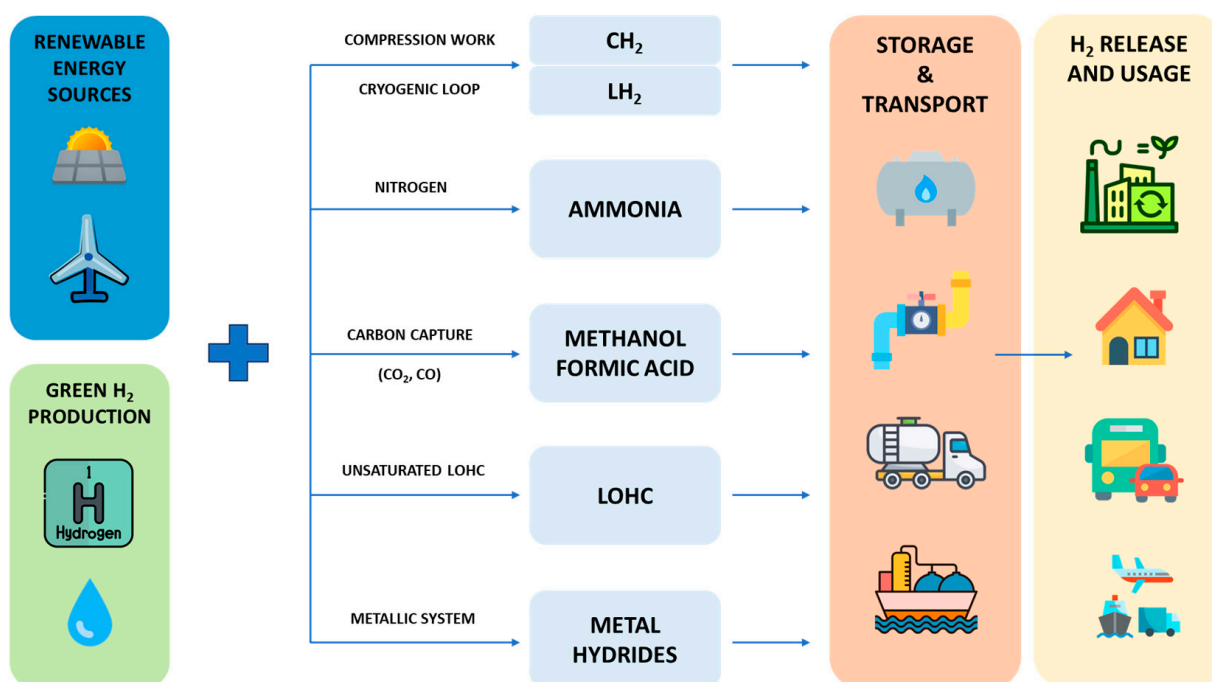 RENEWABLE
ENERGY
SOURCES
GREEN H₂
PRODUCTION
1
H
Hydrogen
COMPRESSION WORK
CRYOGENIC LOOP
CH₂
LH₂
NITROGEN
AMMONIA
CARBON CAPTURE
(CO₂, CO)
METHANOL
FORMIC ACID
UNSATURATED LOHC
LOHC
METALLIC SYSTEM
METAL
HYDRIDES
STORAGE
&
TRANSPORT
H₂ RELEASE
AND USAGE